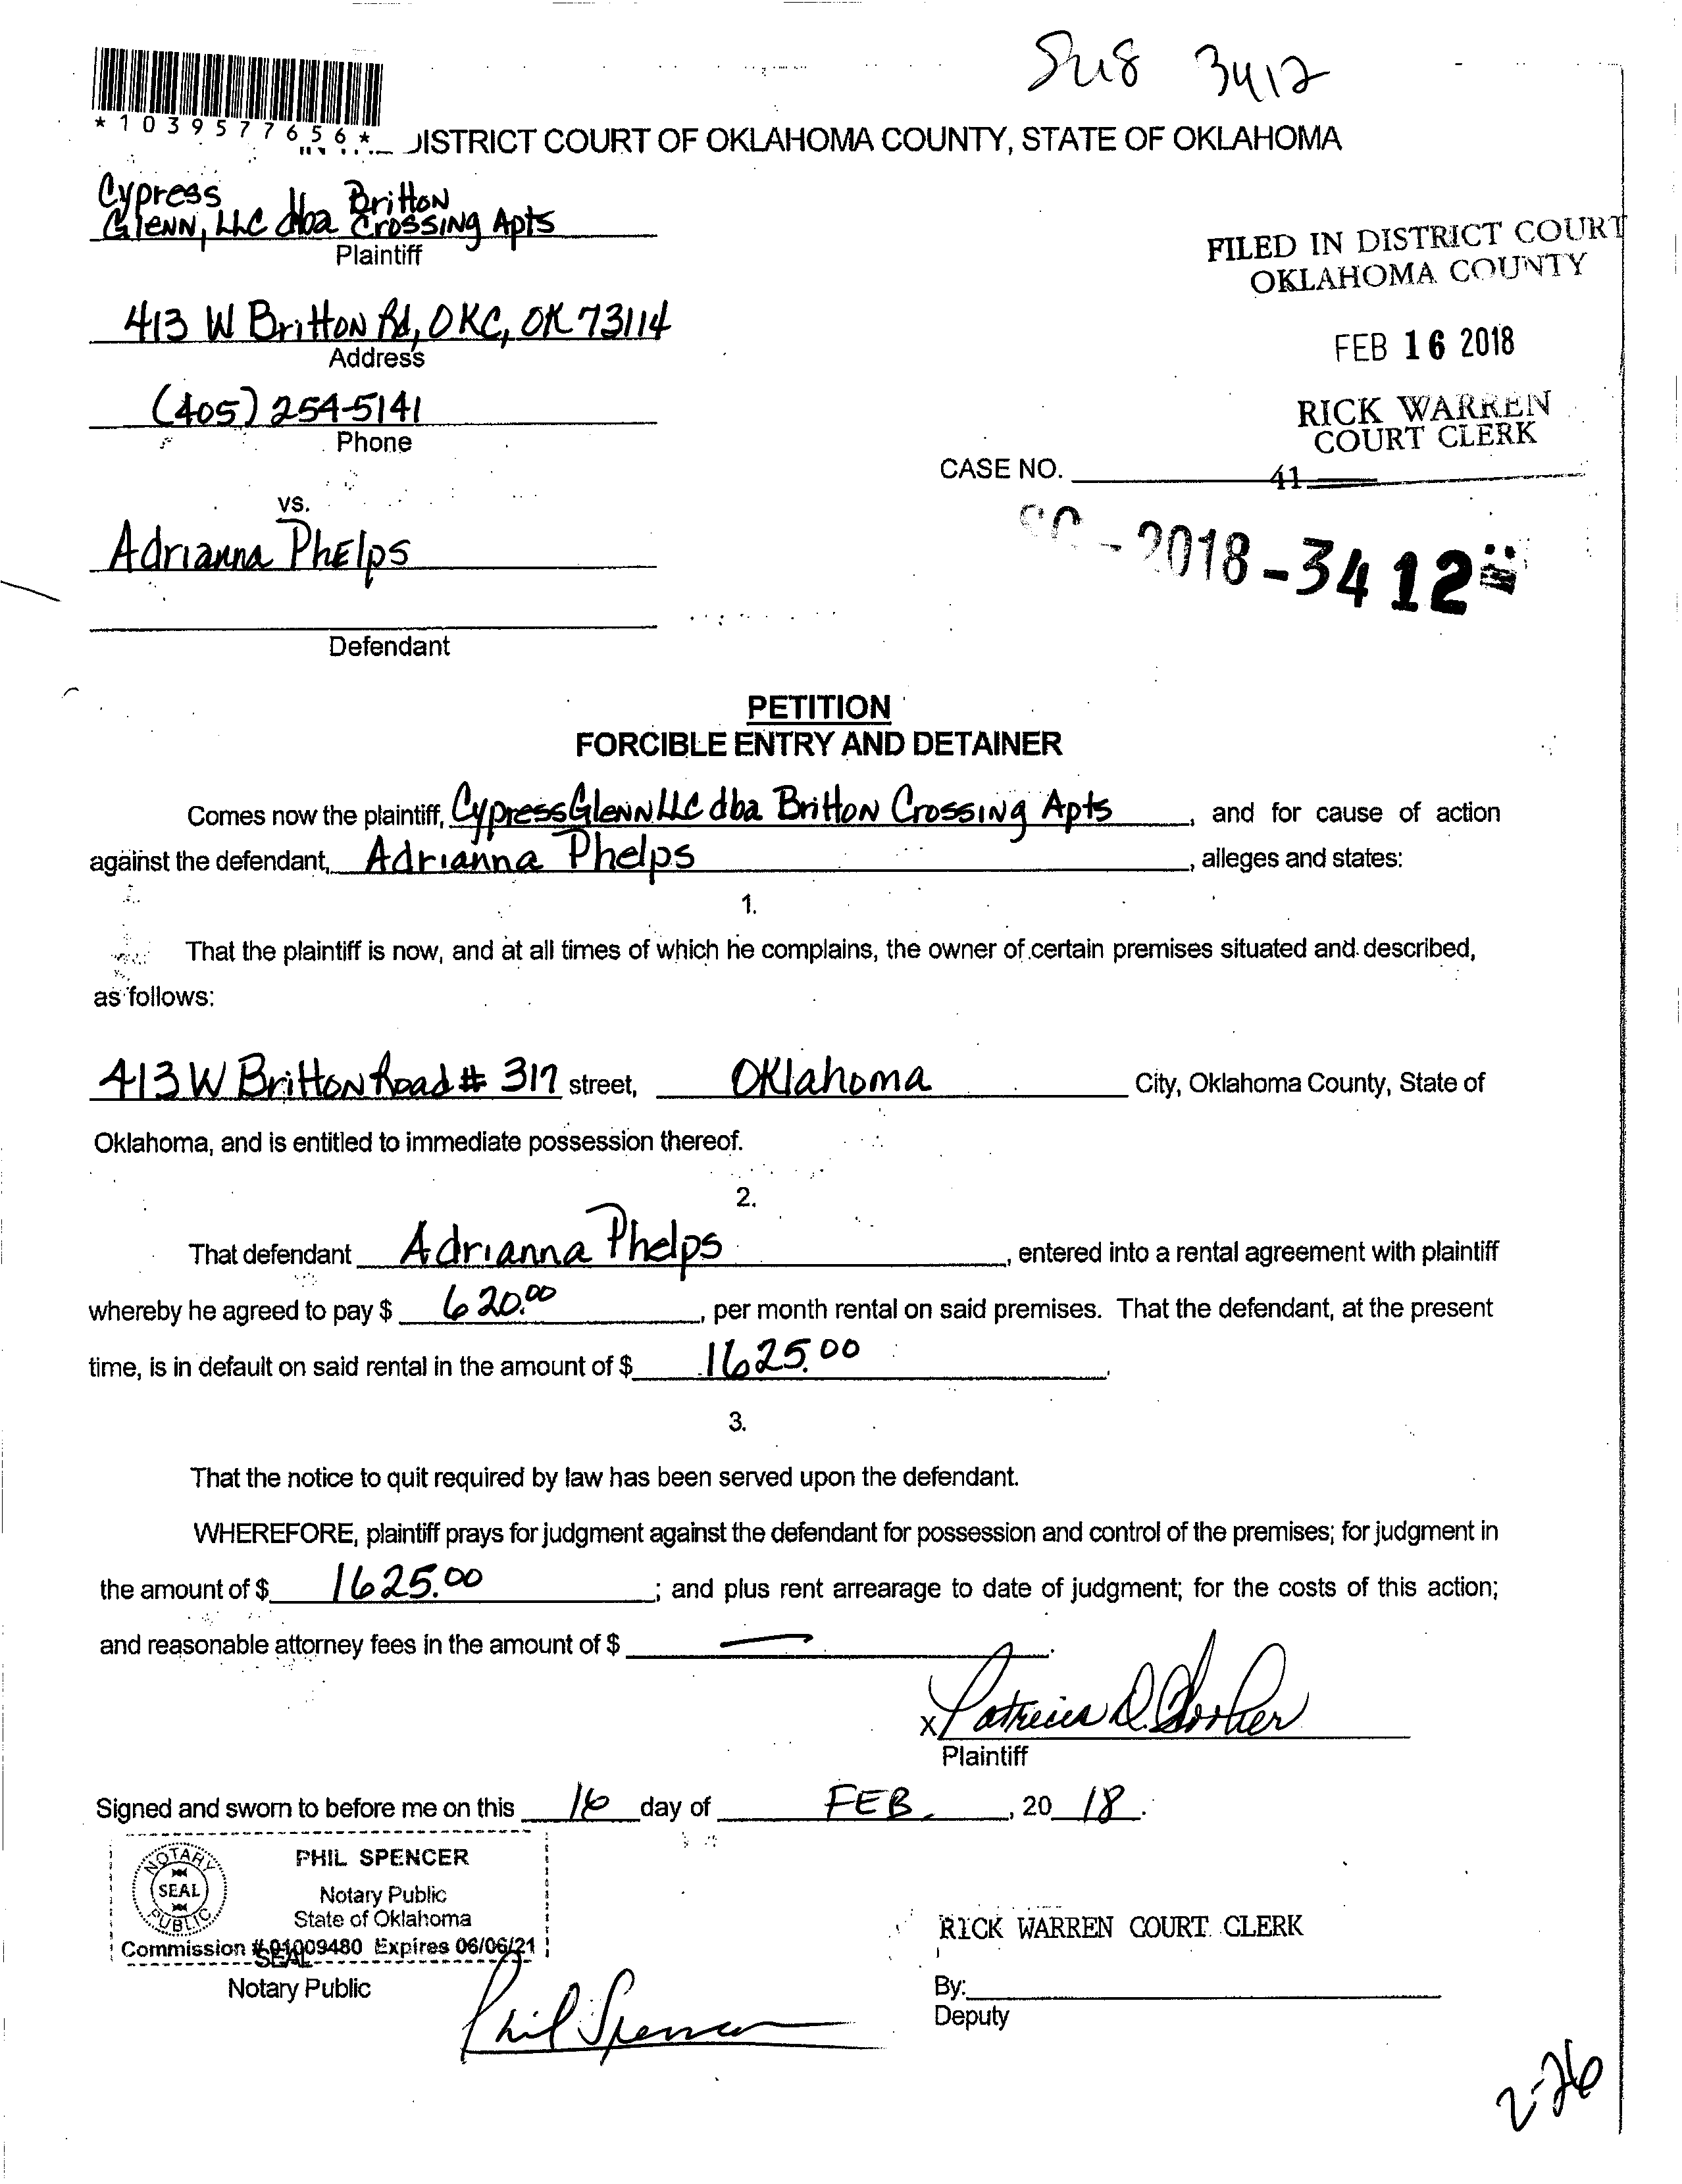 3412
*1039577656*
DISTRICT COURT OF OKLAHOMA COUNTY, STATE OF OKLAHOMA
Cypress Britton
Glenn, LLC dba Crossing Apts
Plaintiff
FILED IN DISTRICT COURT
OKLAHOMA COUNTY
413 W Britton Rd, OKC, OK 73114
Address
FEB 16 2018
(405) 254-5141
Phone
RICK WARREN
COURT CLERK
CASE NO.
41
vs.
SC-2018-3412
Adrianna Phelps
Defendant
PETITION
FORCIBLE ENTRY AND DETAINER
Comes now the plaintiff, Cypress Glenn LLC dba Britton Crossing Apts, and for cause of action
against the defendant, Adrianna Phelps, alleges and states:
1.
That the plaintiff is now, and at all times of which he complains, the owner of certain premises situated and described,
as follows:
413 W Britton Road # 317 street, Oklahoma City, Oklahoma County, State of
Oklahoma, and is entitled to immediate possession thereof.
2.
That defendant Adrianna Phelps, entered into a rental agreement with plaintiff
whereby he agreed to pay $ 620.00, per month rental on said premises. That the defendant, at the present
time, is in default on said rental in the amount of $ 1625.00.
3.
That the notice to quit required by law has been served upon the defendant.
WHEREFORE, plaintiff prays for judgment against the defendant for possession and control of the premises; for judgment in
the amount of $ 1625.00; and plus rent arrearage to date of judgment; for the costs of this action;
and reasonable attorney fees in the amount of $ —.
x Patricia D.
Plaintiff
Signed and sworn to before me on this 16 day of FEB., 20 18.
NOTARY
SEAL
PUBLIC
PHIL SPENCER
Notary Public
State of Oklahoma
Commission #01009480 Expires 06/06/21
SEAL
Notary Public
Phil Spencer
RICK WARREN COURT CLERK
By:
Deputy
2-26